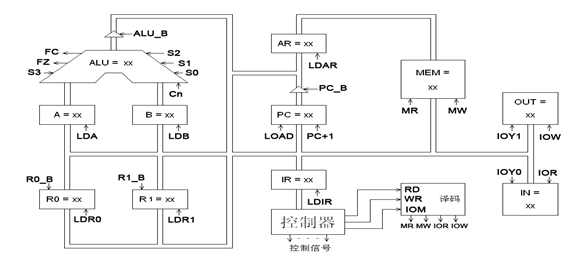 ALU_B
FC
FZ
S3
ALU = xx
S2
S1
S0
Cn
AR = xx
LDAR
PC_B
PC = xx
LOAD
PC+1
MEM =
xx
MR
MW
OUT =
xx
IOY1
IOW
A = xx
LDA
B = xx
LDB
R0_B
R0 = xx
LDR0
R1_B
R1 = xx
LDR1
IR = xx
LDIR
控制器
- - -
控制信号
RD
WR
IOM
译码
MR MW IOR IOW
IOY0
IOR
IN =
xx